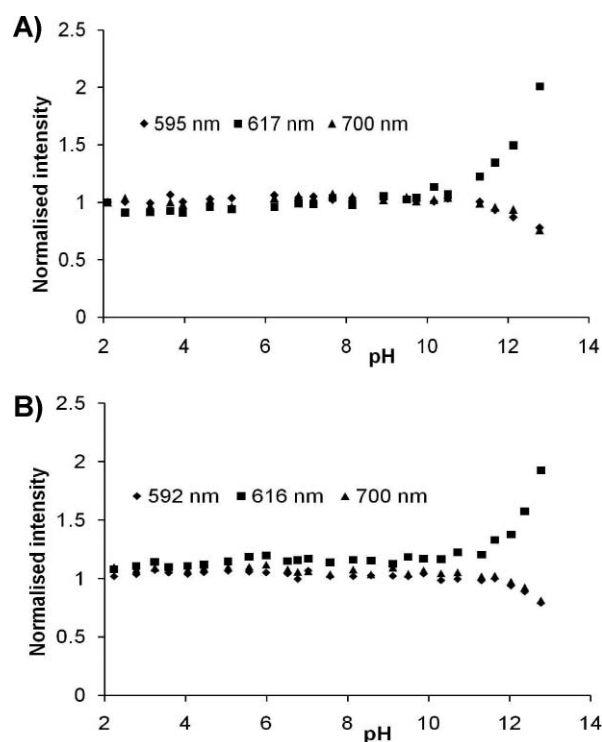 A)
2.5
2
1.5
1
0.5
0
Normalised intensity
595 nm 617 nm 700 nm
2 4 6 8 10 12 14
pH
B)
2.5
2
1.5
1
0.5
0
Normalised intensity
592 nm 616 nm 700 nm
2 4 6 8 10 12 14
pH